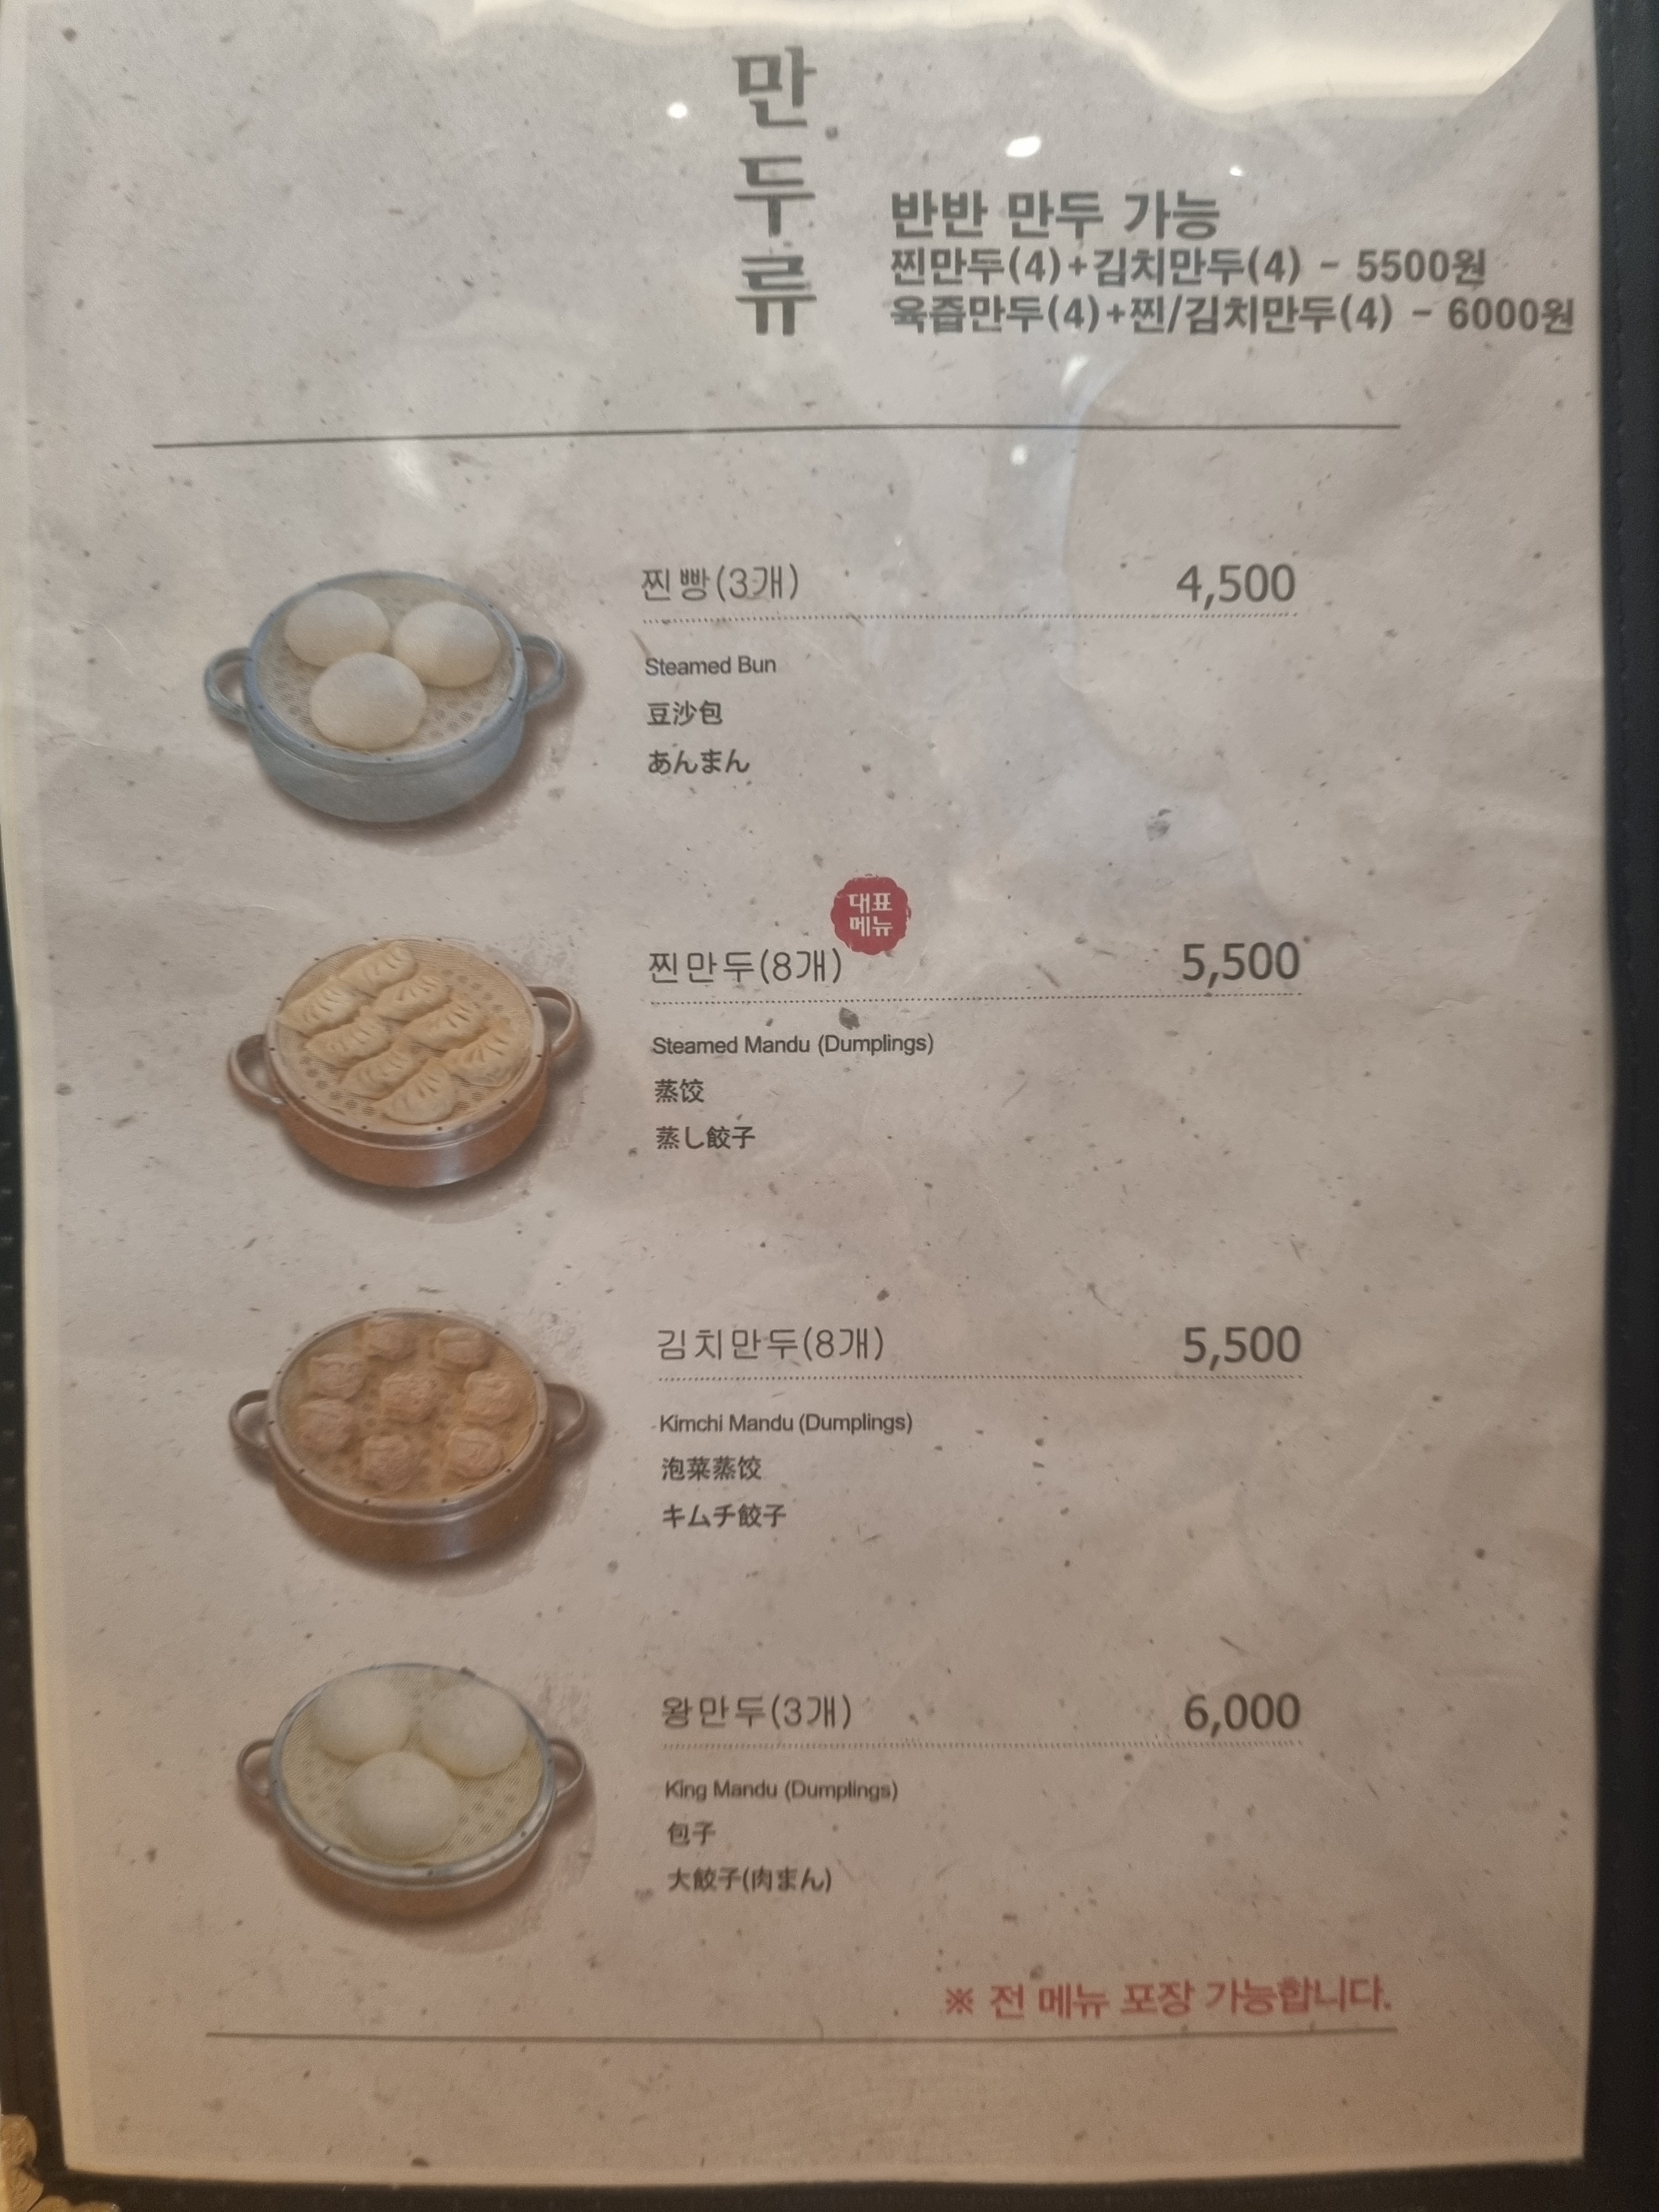 만두류
반반 만두 가능
찐만두(4)+김치만두(4) - 5500원
육즙만두(4)+찐/김치만두(4) - 6000원
찐빵(3개) 4,500
Steamed Bun
豆沙包
あんまん
대표
메뉴
찐만두(8개) 5,500
Steamed Mandu (Dumplings)
蒸饺
蒸し餃子
김치만두(8개) 5,500
Kimchi Mandu (Dumplings)
泡菜蒸饺
キムチ餃子
왕만두(3개) 6,000
King Mandu (Dumplings)
包子
大餃子(肉まん)
※ 전 메뉴 포장 가능합니다.